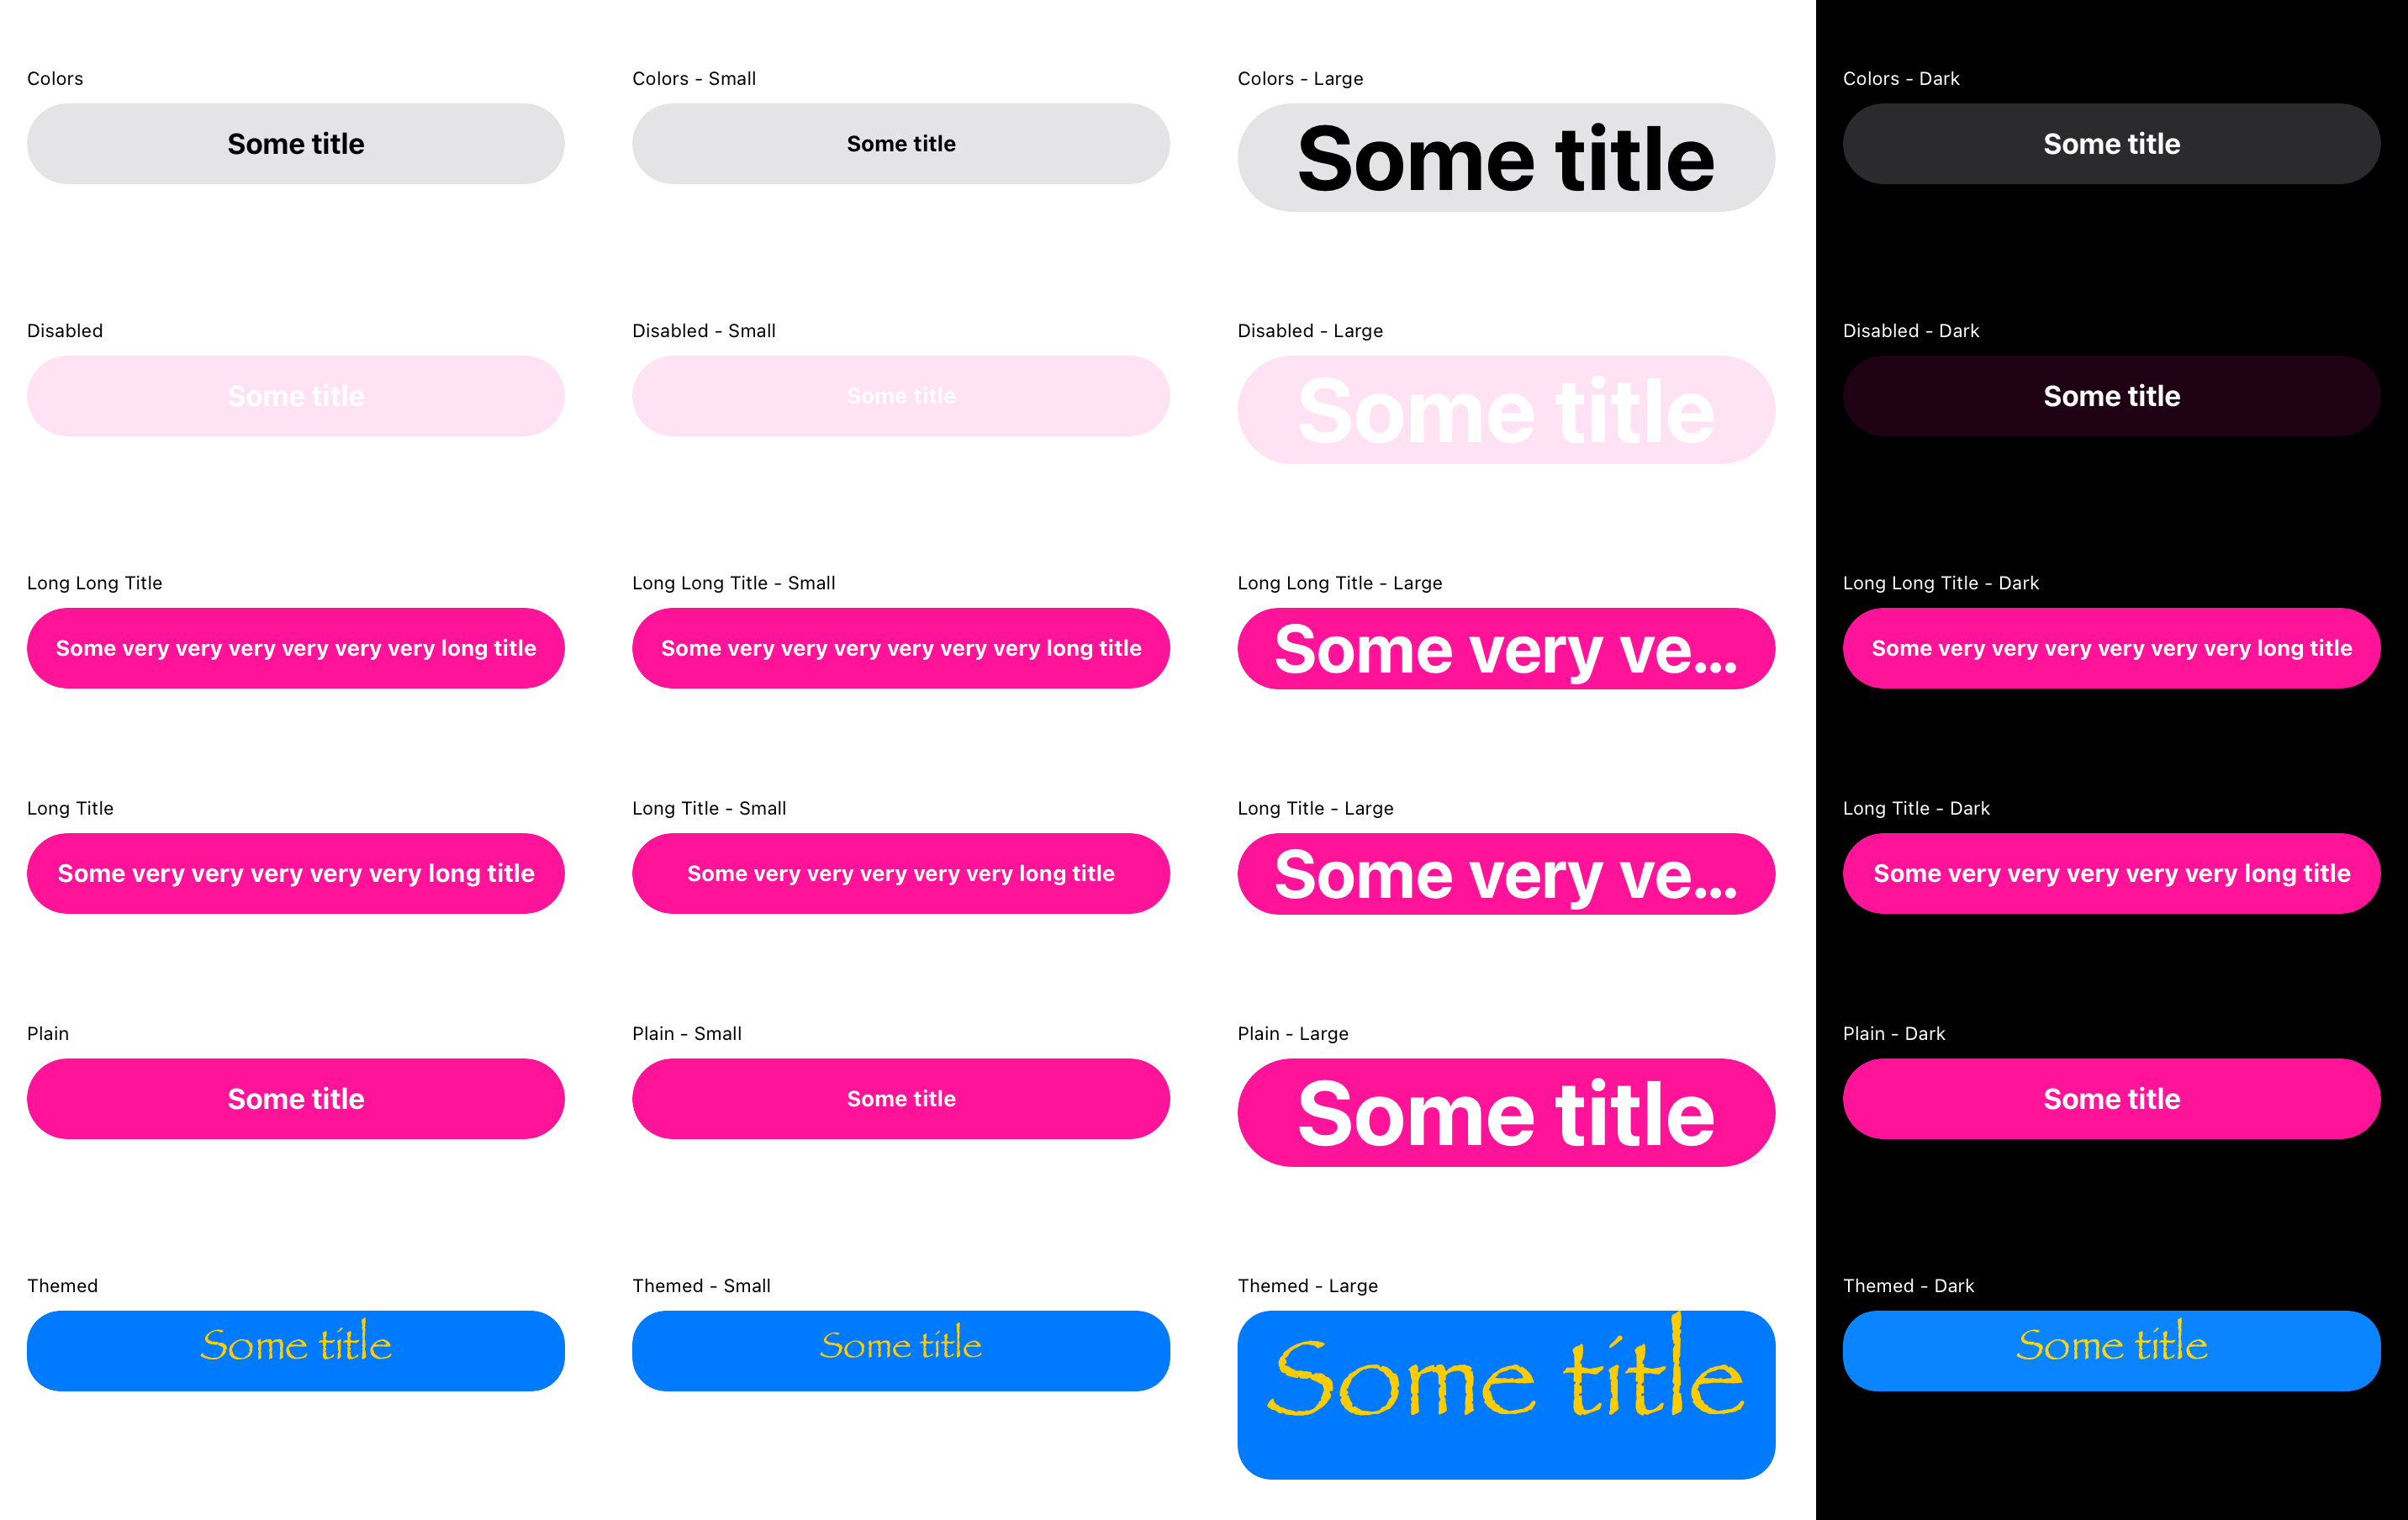 Colors
Colors - Small
Colors - Large
Colors - Dark
Some title
Some title
Some title
Some title
Disabled
Disabled - Small
Disabled - Large
Disabled - Dark
Some title
Some title
Some title
Some title
Long Long Title
Long Long Title - Small
Long Long Title - Large
Long Long Title - Dark
Some very very very very very very long title
Some very very very very very very long title
Some very ve...
Some very very very very very very long title
Long Title
Long Title - Small
Long Title - Large
Long Title - Dark
Some very very very very very long title
Some very very very very very long title
Some very ve...
Some very very very very very long title
Plain
Plain - Small
Plain - Large
Plain - Dark
Some title
Some title
Some title
Some title
Themed
Themed - Small
Themed - Large
Themed - Dark
Some title
Some title
Some title
Some title